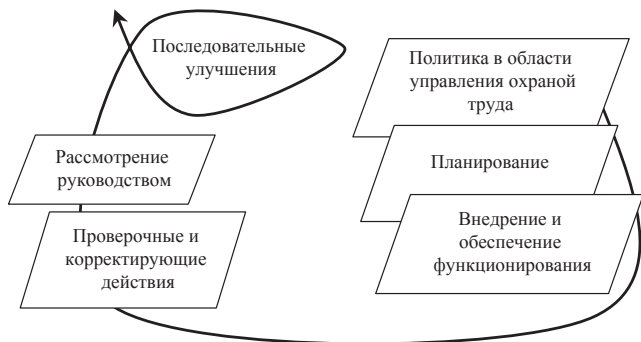 Последовательные
улучшения
Политика в области
управления охраной
труда
Рассмотрение
руководством
Планирование
Проверочные и
корректирующие
действия
Внедрение и
обеспечение
функционирования